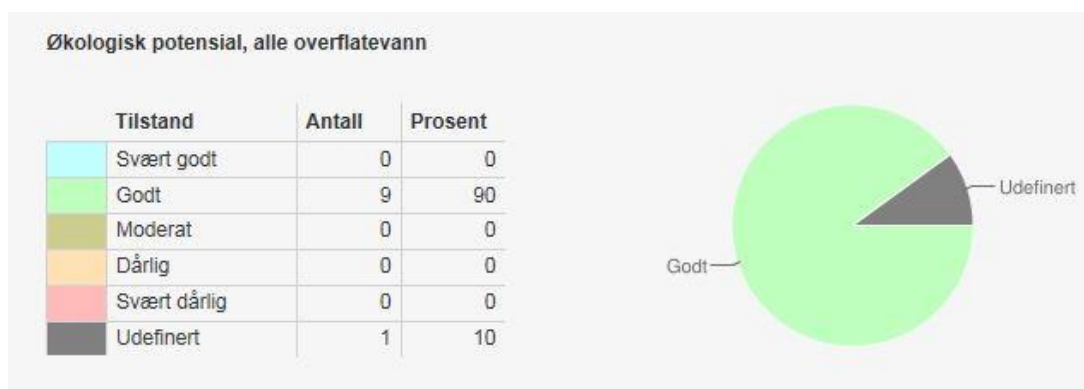 Økologisk potensial, alle overflatevann
Tilstand Antall Prosent
Svært godt 0 0
Godt 9 90
Moderat 0 0
Dårlig 0 0
Svært dårlig 0 0
Udefinert 1 10
Udefinert
Godt